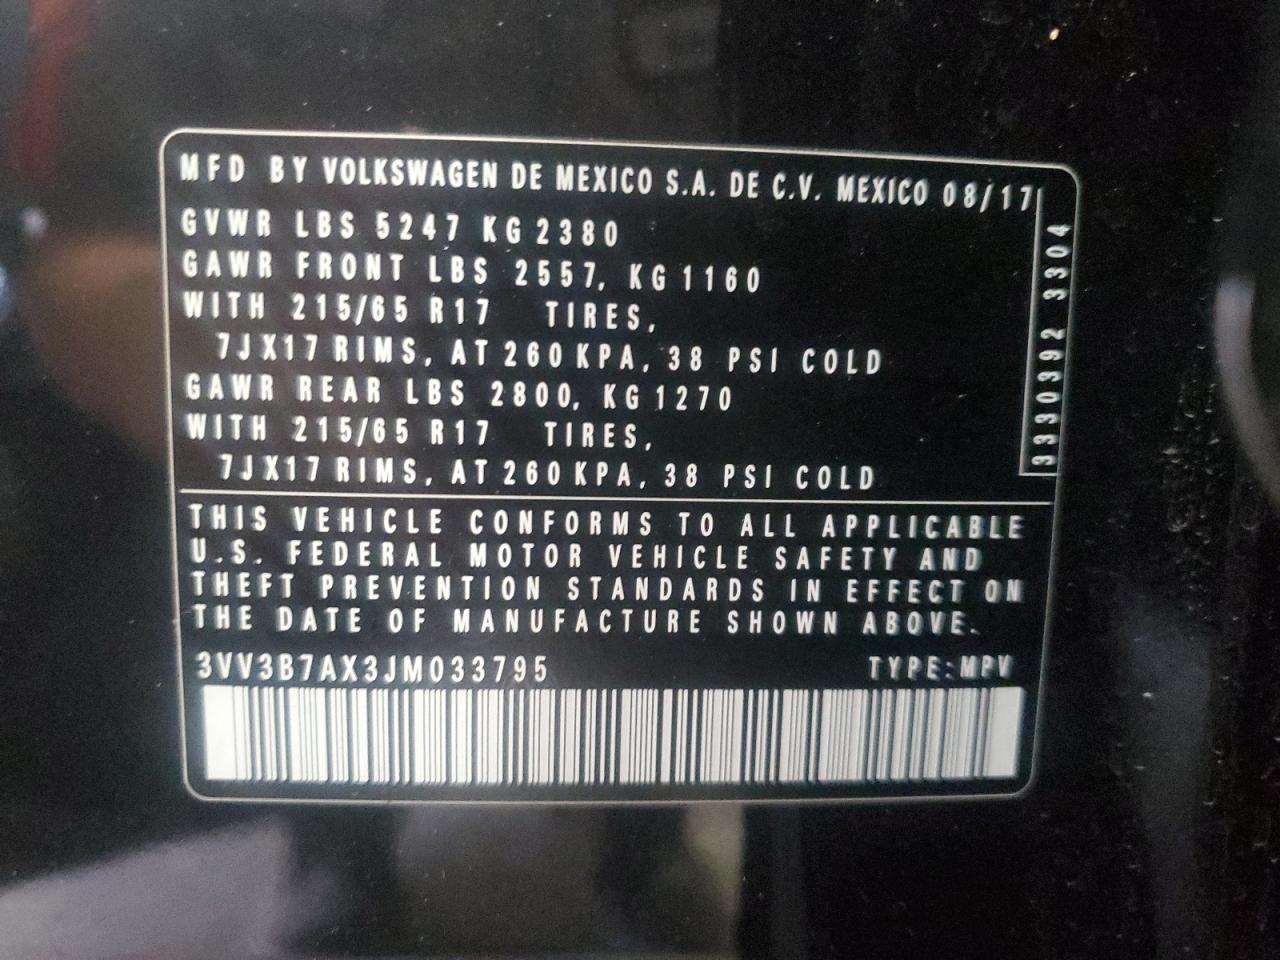 MFD BY VOLKSWAGEN DE MEXICO S.A. DE C.V. MEXICO 08/17
GVWR LBS 5247 KG 2380
GAWR FRONT LBS 2557, KG 1160
WITH 215/65 R17 TIRES,
7JX17 RIMS, AT 260 KPA, 38 PSI COLD
GAWR REAR LBS 2800, KG 1270
WITH 215/65 R17 TIRES,
7JX17 RIMS, AT 260 KPA, 38 PSI COLD
3330392 3304
THIS VEHICLE CONFORMS TO ALL APPLICABLE
U.S. FEDERAL MOTOR VEHICLE SAFETY AND
THEFT PREVENTION STANDARDS IN EFFECT ON
THE DATE OF MANUFACTURE SHOWN ABOVE.
3VV3B7AX3JM033795 TYPE:MPV